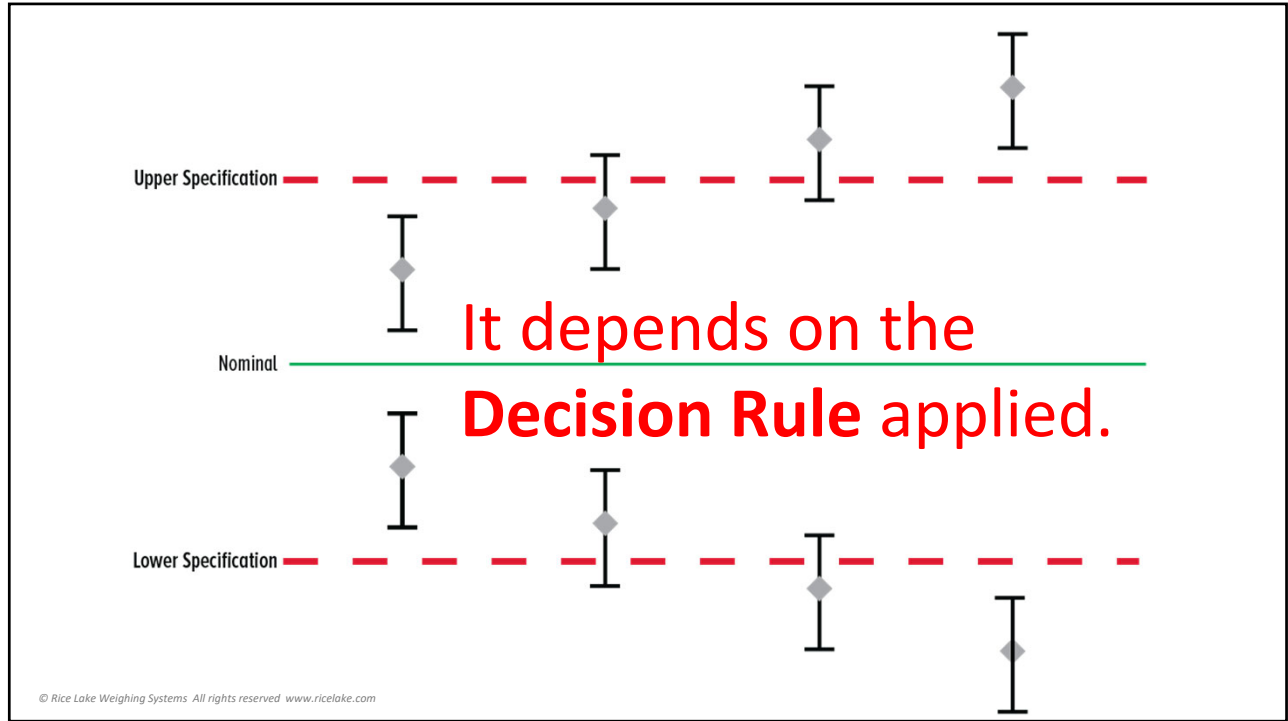 Upper Specification
It depends on the
Nominal
Decision Rule applied.
Lower Specification
© Rice Lake Weighing Systems All rights reserved www.ricelake.com